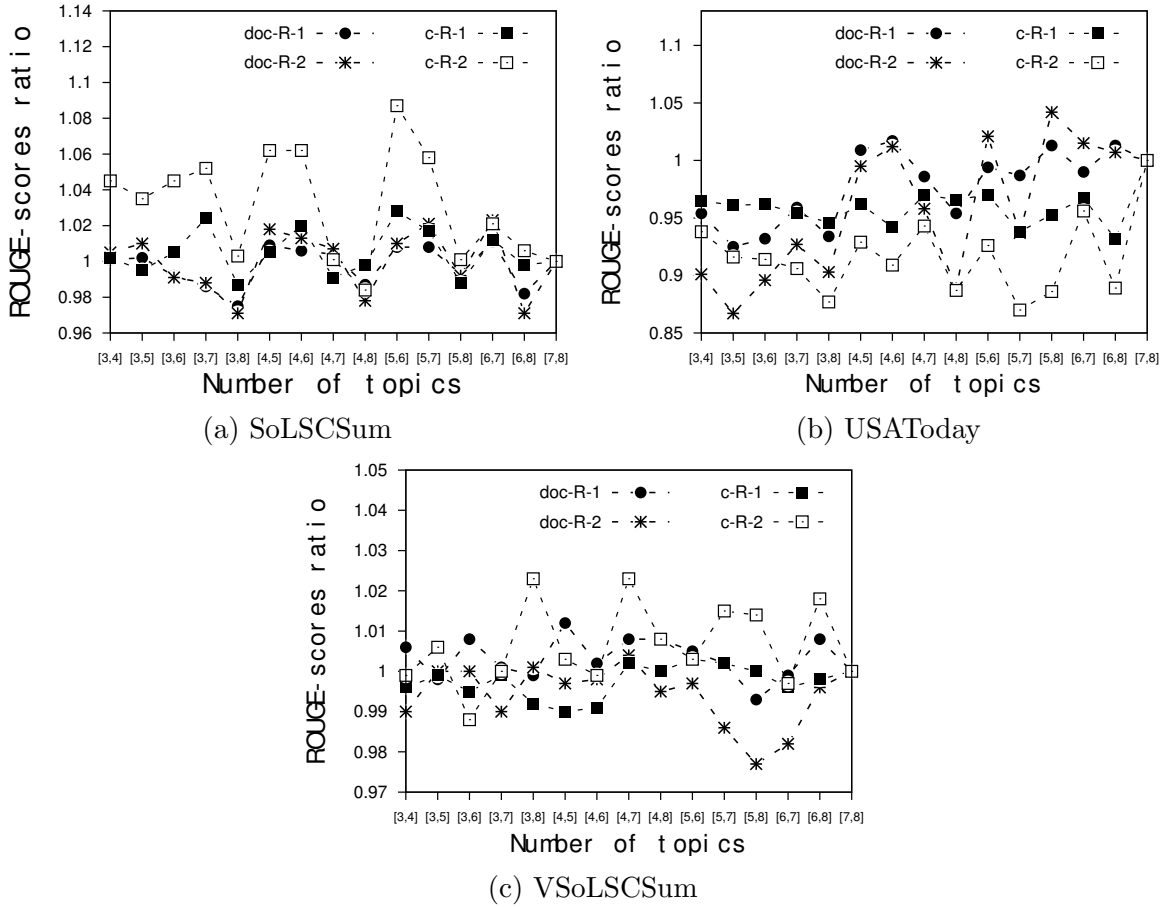 1.14
1.12
1.1
1.08
1.06
1.04
1.02
1
0.98
0.96
ROUGE-scores ratio
doc-R-1
doc-R-2
c-R-1
c-R-2
[3,4] [3,5] [3,6] [3,7] [3,8] [4,5] [4,6] [4,7] [4,8] [5,6] [5,7] [5,8] [6,7] [6,8] [7,8]
Number of topics
(a) SoLSCSum
1.1
1.05
1
0.95
0.9
0.85
ROUGE-scores ratio
doc-R-1
doc-R-2
c-R-1
c-R-2
[3,4] [3,5] [3,6] [3,7] [3,8] [4,5] [4,6] [4,7] [4,8] [5,6] [5,7] [5,8] [6,7] [6,8] [7,8]
Number of topics
(b) USAToday
1.05
1.04
1.03
1.02
1.01
1
0.99
0.98
0.97
ROUGE-scores ratio
doc-R-1
doc-R-2
c-R-1
c-R-2
[3,4] [3,5] [3,6] [3,7] [3,8] [4,5] [4,6] [4,7] [4,8] [5,6] [5,7] [5,8] [6,7] [6,8] [7,8]
Number of topics
(c) VSoLSCSum